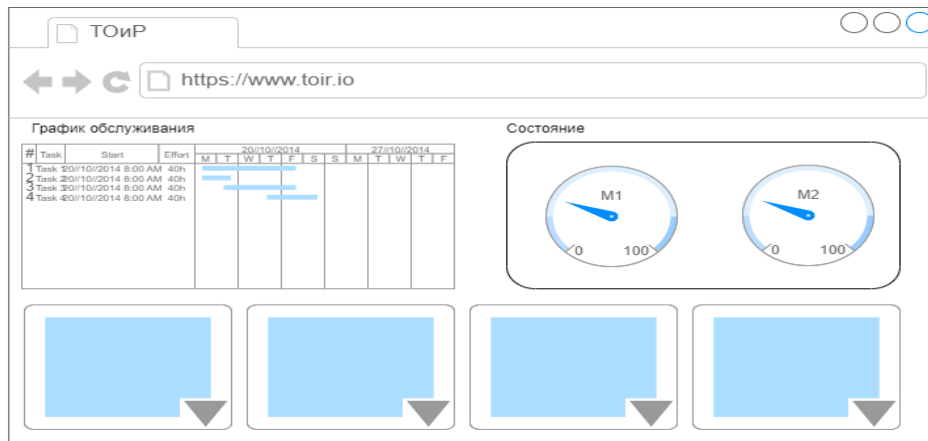 ТОиР
https://www.toir.io
График обслуживания
Состояние
# Task Start Effort 20//10//2014 27//10//2014
M T W T F S S M T W T F
1 Task 1 20//10//2014 8:00 AM 40h
2 Task 2 20//10//2014 8:00 AM 40h
3 Task 3 20//10//2014 8:00 AM 40h
4 Task 4 20//10//2014 8:00 AM 40h
M1 M2
0 100 0 100